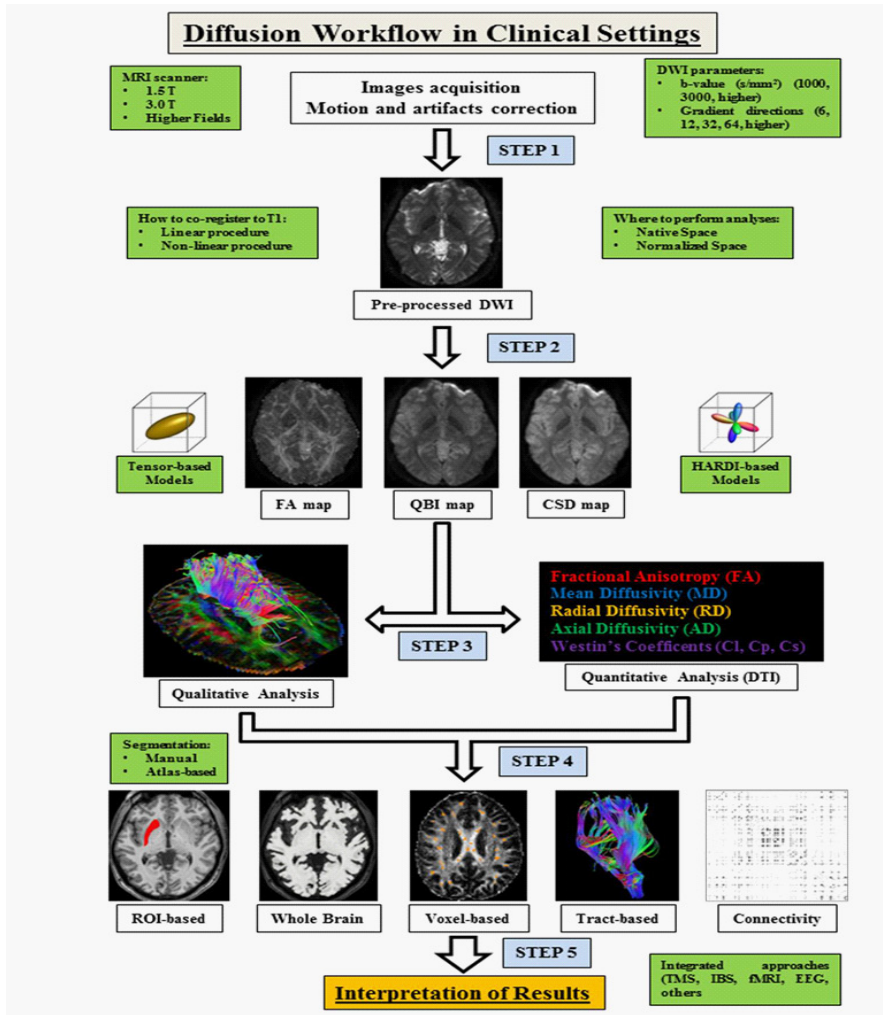 Diffusion Workflow in Clinical Settings
MRI scanner:
• 1.5 T
• 3.0 T
• Higher Fields
Images acquisition
Motion and artifacts correction
DWI parameters:
• b-value (s/mm²) (1000,
3000, higher)
• Gradient directions (6,
12, 32, 64, higher)
STEP 1
How to co-register to T1:
• Linear procedure
• Non-linear procedure
Where to perform analyses:
• Native Space
• Normalized Space
Pre-processed DWI
STEP 2
Tensor-based
Models
HARDI-based
Models
FA map
QBI map
CSD map
Fractional Anisotropy (FA)
Mean Diffusivity (MD)
Radial Diffusivity (RD)
Axial Diffusivity (AD)
Westin's Coefficents (Cl, Cp, Cs)
STEP 3
Qualitative Analysis
Quantitative Analysis (DTI)
Segmentation:
• Manual
• Atlas-based
STEP 4
ROI-based
Whole Brain
Voxel-based
Tract-based
Connectivity
STEP 5
Integrated approaches
(TMS, IBS, fMRI, EEG,
others
Interpretation of Results